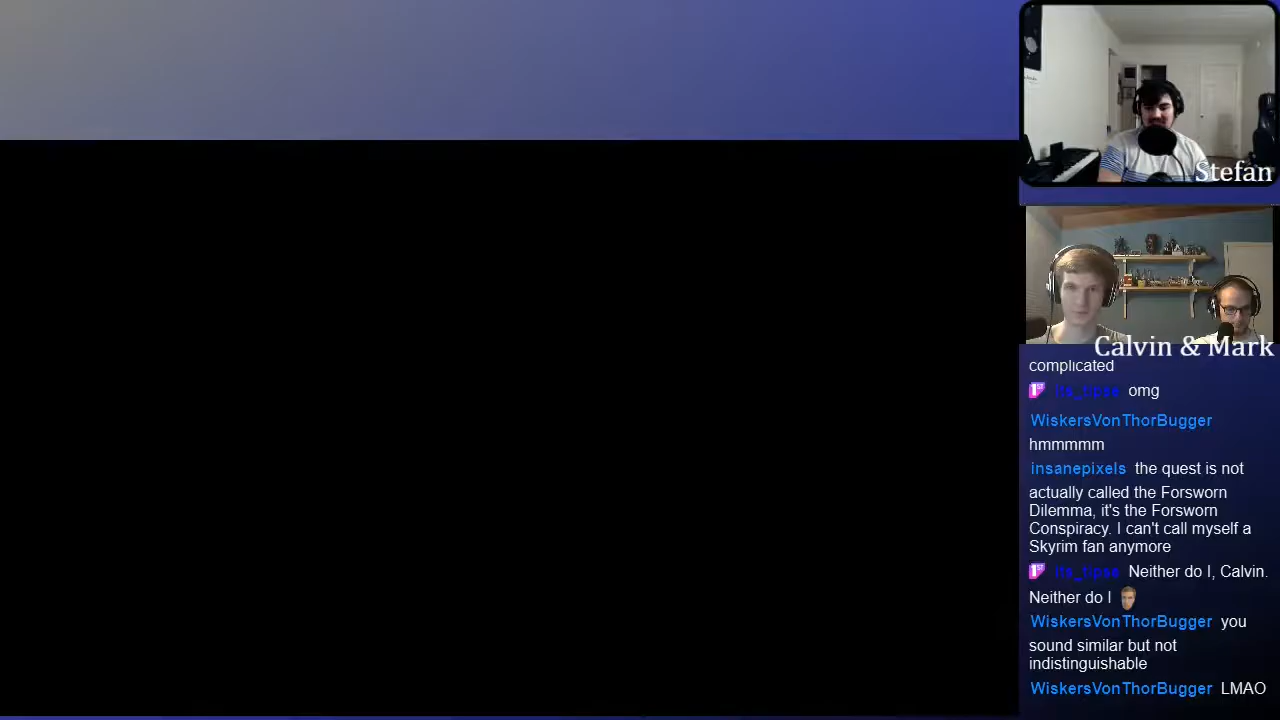 Stefan
Calvin & Mark
complicated
its_tipse omg
WiskersVonThorBugger
hmmmmm
insanepixels the quest is not
actually called the Forsworn
Dilemma, it's the Forsworn
Conspiracy. I can't call myself a
Skyrim fan anymore
its_tipse Neither do I, Calvin.
Neither do I
WiskersVonThorBugger you
sound similar but not
indistinguishable
WiskersVonThorBugger LMAO